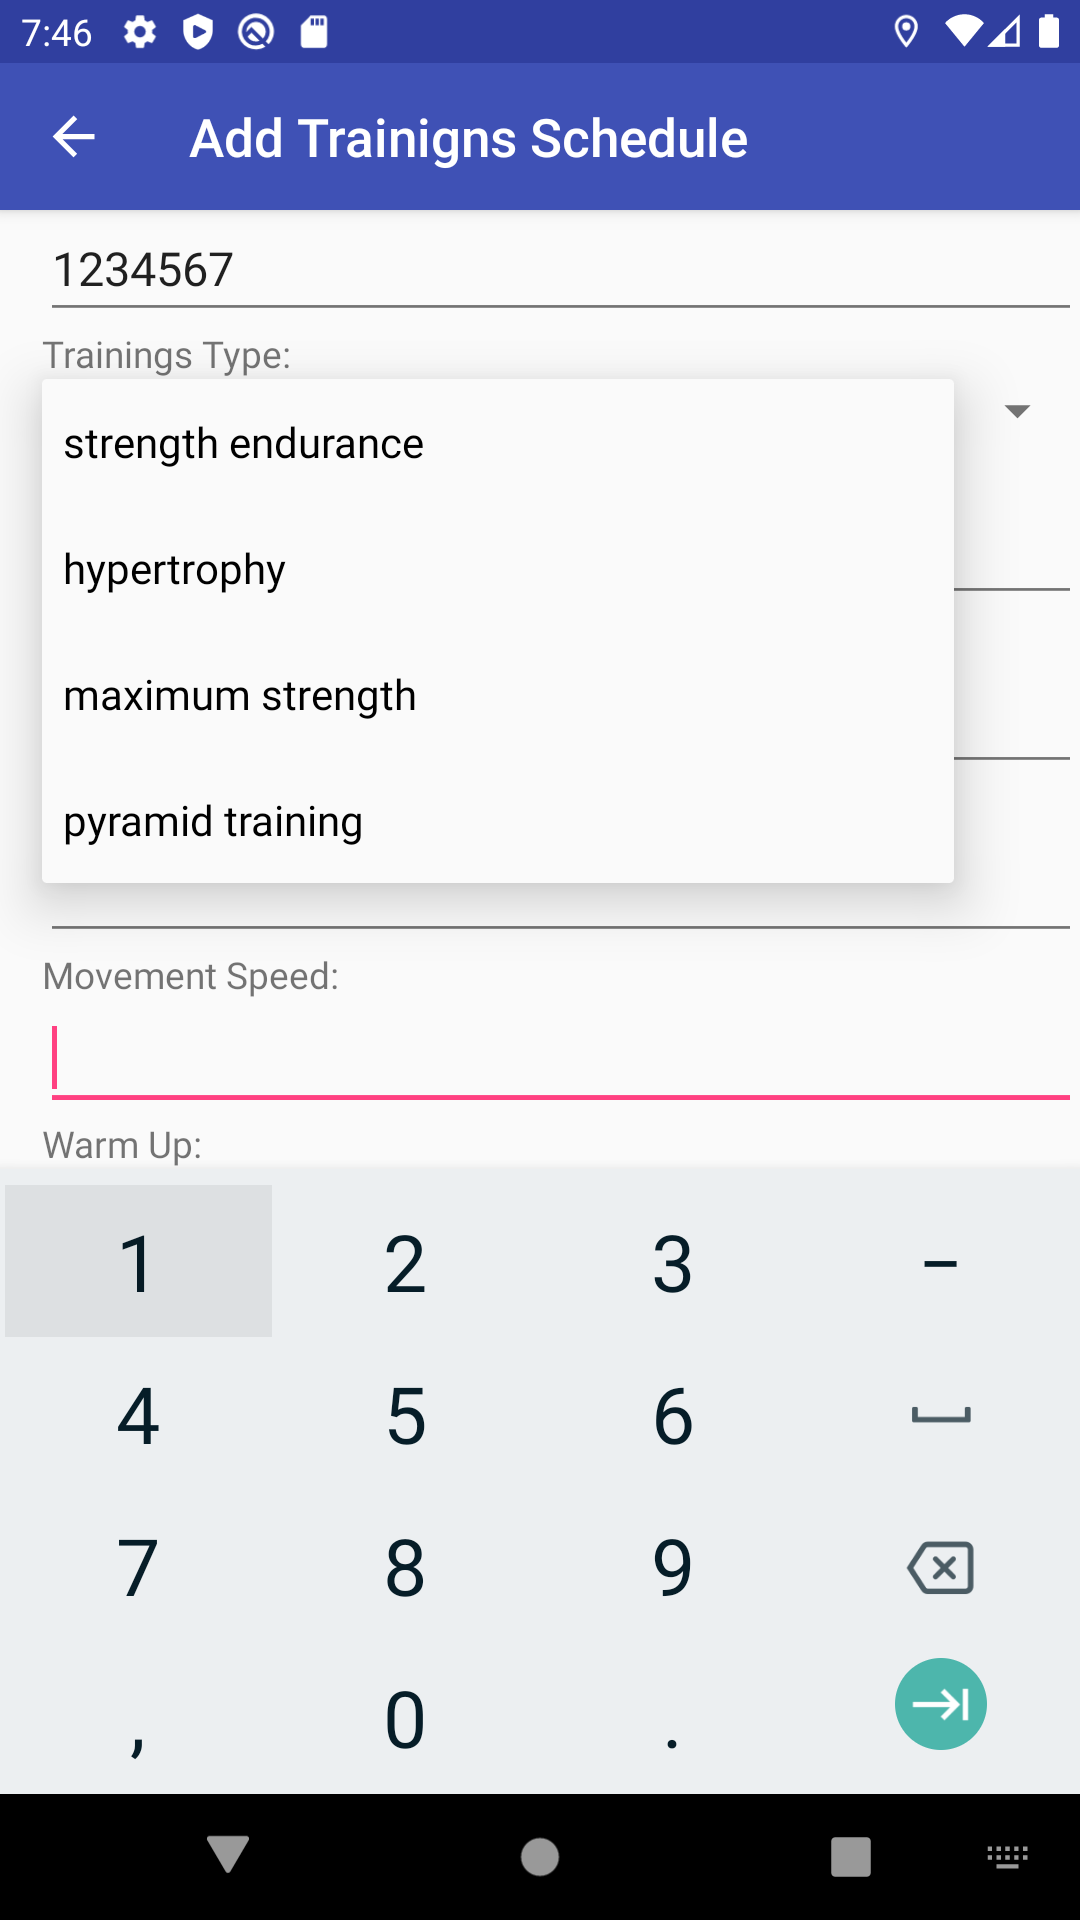 7:46
Add Trainigns Schedule
1234567
Trainings Type:
strength endurance
hypertrophy
maximum strength
pyramid training
Movement Speed:
Warm Up:
1 2 3 –
4 5 6
7 8 9
, 0 .